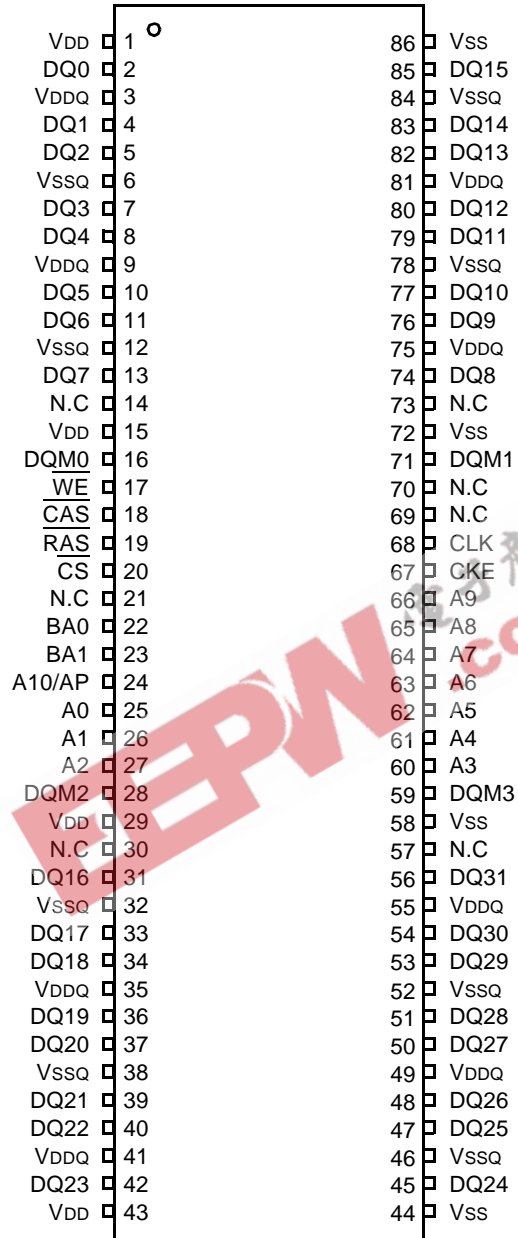 VDD 1 86 VSS
DQ0 2 85 DQ15
VDDQ 3 84 VSSQ
DQ1 4 83 DQ14
DQ2 5 82 DQ13
VSSQ 6 81 VDDQ
DQ3 7 80 DQ12
DQ4 8 79 DQ11
VDDQ 9 78 VSSQ
DQ5 10 77 DQ10
DQ6 11 76 DQ9
VSSQ 12 75 VDDQ
DQ7 13 74 DQ8
N.C 14 73 N.C
VDD 15 72 VSS
DQM0 16 71 DQM1
WE 17 70 N.C
CAS 18 69 N.C
RAS 19 68 CLK
CS 20 67 CKE
N.C 21 66 A9
BA0 22 65 A8
BA1 23 64 A7
A10/AP 24 63 A6
A0 25 62 A5
A1 26 61 A4
A2 27 60 A3
DQM2 28 59 DQM3
VDD 29 58 VSS
N.C 30 57 N.C
DQ16 31 56 DQ31
VSSQ 32 55 VDDQ
DQ17 33 54 DQ30
DQ18 34 53 DQ29
VDDQ 35 52 VSSQ
DQ19 36 51 DQ28
DQ20 37 50 DQ27
VSSQ 38 49 VDDQ
DQ21 39 48 DQ26
DQ22 40 47 DQ25
VDDQ 41 46 VSSQ
DQ23 42 45 DQ24
VDD 43 44 VSS
EEPW